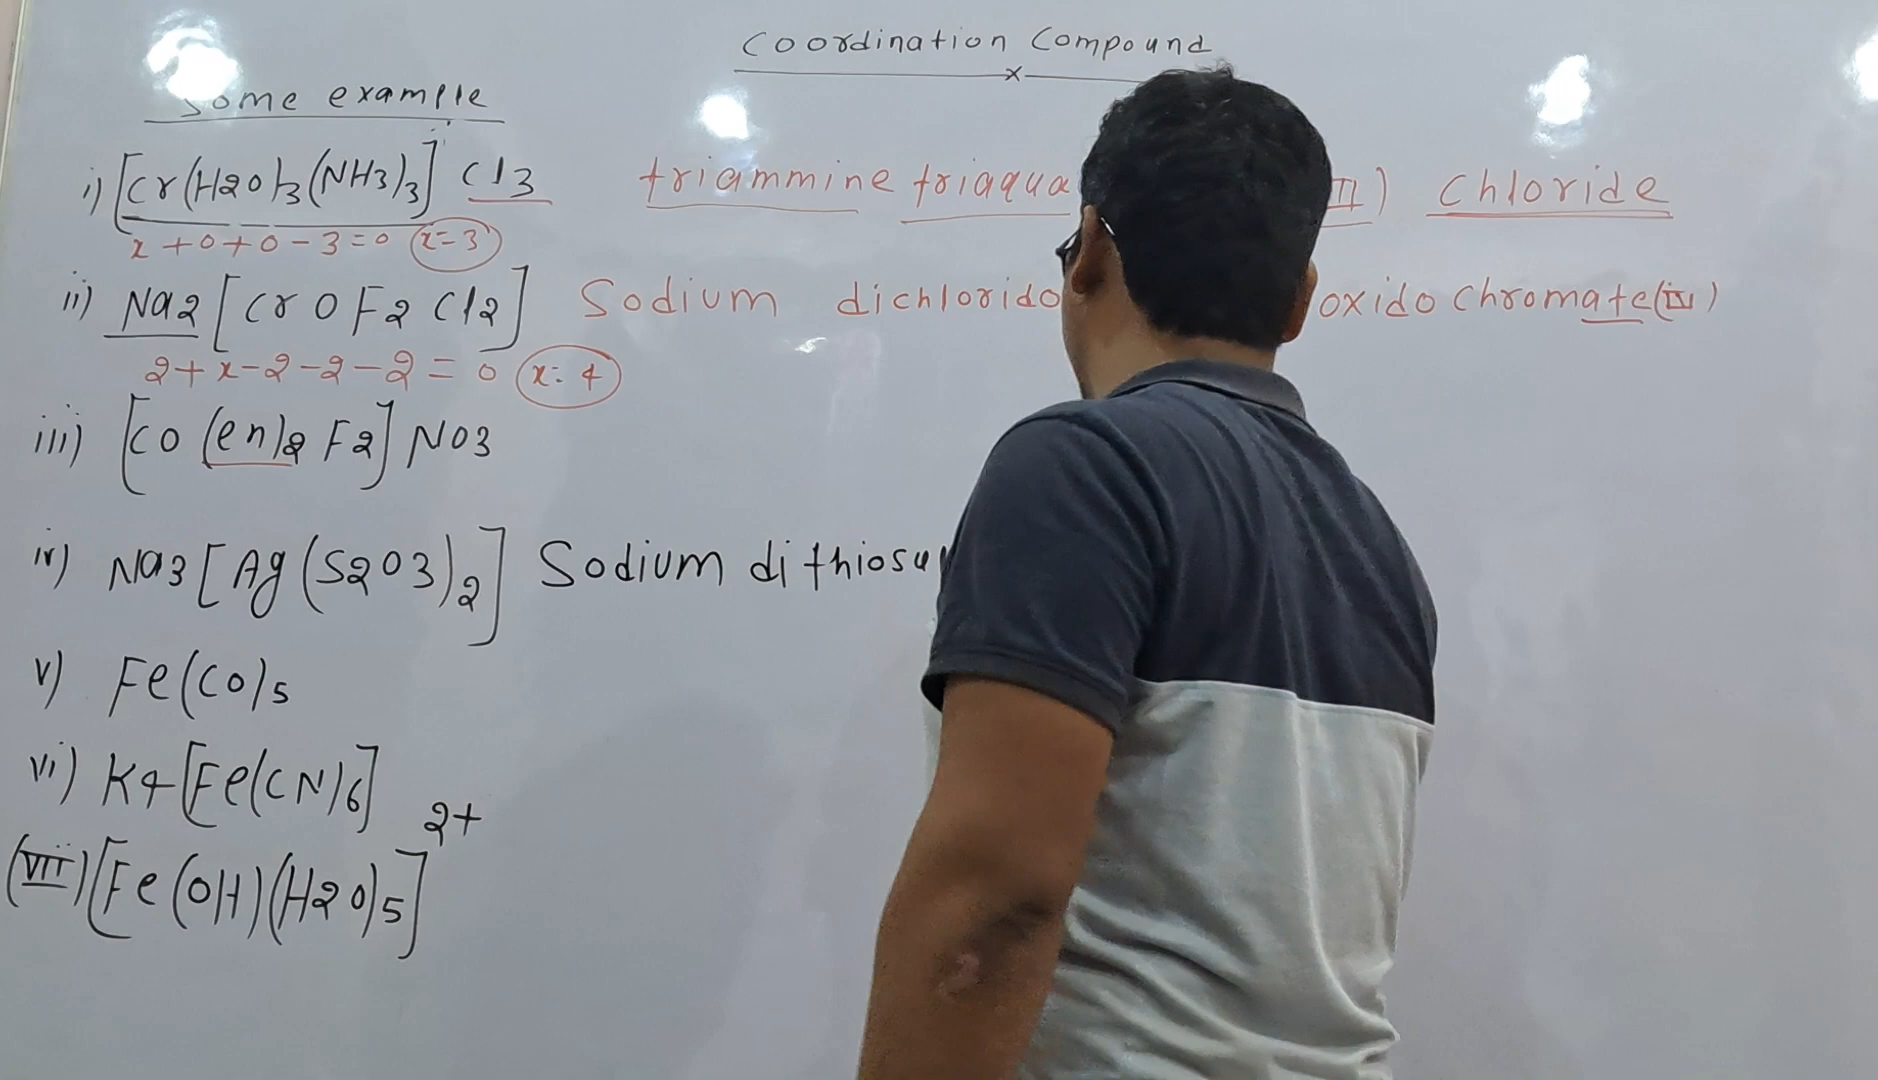 Coordination Compound
x
Some example
i) [Cr(H2O)3(NH3)3] Cl3 triammine triaqua II) Chloride
x+0+0-3=0 x=3
ii) Na2[CrOF2Cl2] Sodium dichlorido oxido chromate(IV)
2+x-2-2-2=0 x=4
iii) [Co(en)2F2]NO3
iv) Na3[Ag(S2O3)2] Sodium dithiosu
v) Fe(CO)5
vi) K4[Fe(CN)6]
(VII) [Fe(OH)(H2O)5]2+